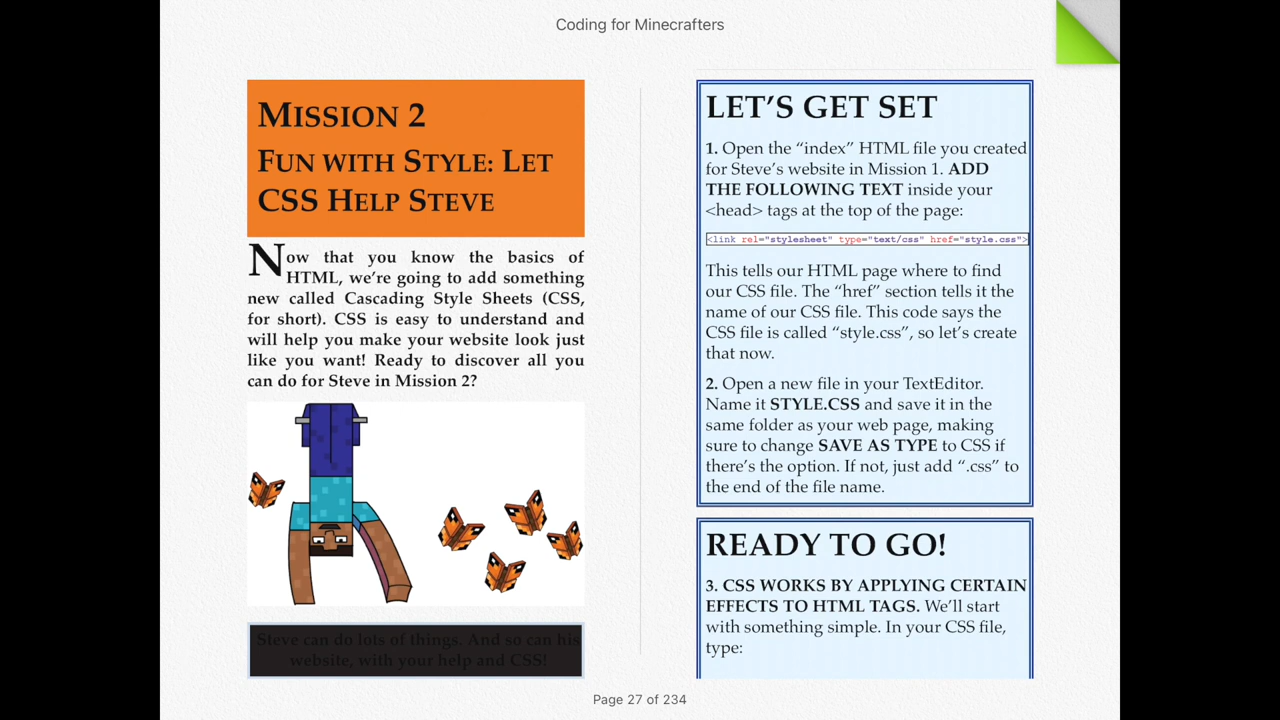 Coding for Minecrafters
MISSION 2
FUN WITH STYLE: LET
CSS HELP STEVE
Now that you know the basics of
HTML, we’re going to add something
new called Cascading Style Sheets (CSS,
for short). CSS is easy to understand and
will help you make your website look just
like you want! Ready to discover all you
can do for Steve in Mission 2?
Steve can do lots of things. And so can his
website, with your help and CSS!
LET’S GET SET
1. Open the “index” HTML file you created
for Steve’s website in Mission 1. ADD
THE FOLLOWING TEXT inside your
<head> tags at the top of the page:
<link rel="stylesheet" type="text/css" href="style.css">
This tells our HTML page where to find
our CSS file. The “href” section tells it the
name of our CSS file. This code says the
CSS file is called “style.css”, so let’s create
that now.
2. Open a new file in your TextEditor.
Name it STYLE.CSS and save it in the
same folder as your web page, making
sure to change SAVE AS TYPE to CSS if
there’s the option. If not, just add “.css” to
the end of the file name.
READY TO GO!
3. CSS WORKS BY APPLYING CERTAIN
EFFECTS TO HTML TAGS. We’ll start
with something simple. In your CSS file,
type:
Page 27 of 234